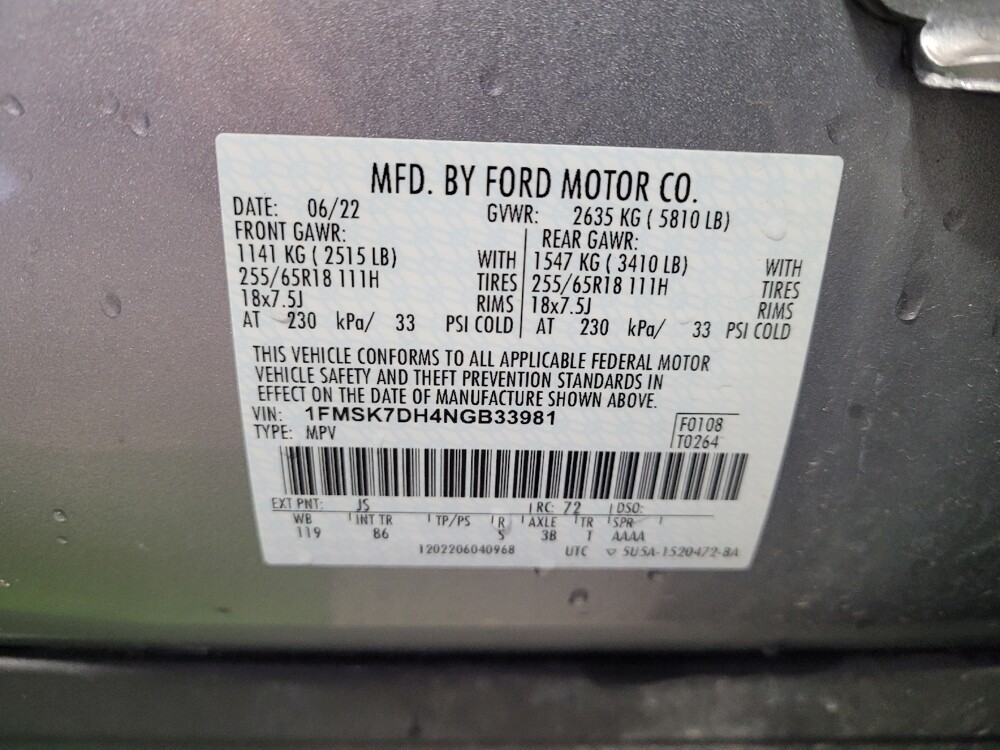 MFD. BY FORD MOTOR CO.
DATE: 06/22 GVWR: 2635 KG ( 5810 LB)
FRONT GAWR: REAR GAWR:
1141 KG ( 2515 LB) WITH 1547 KG ( 3410 LB) WITH
255/65R18 111H TIRES 255/65R18 111H TIRES
18x7.5J RIMS 18x7.5J RIMS
AT 230 kPa/ 33 PSI COLD AT 230 kPa/ 33 PSI COLD
THIS VEHICLE CONFORMS TO ALL APPLICABLE FEDERAL MOTOR
VEHICLE SAFETY AND THEFT PREVENTION STANDARDS IN
EFFECT ON THE DATE OF MANUFACTURE SHOWN ABOVE.
VIN: 1FMSK7DH4NGB33981 F0108
TYPE: MPV T0264
EXT PNT: JS RC: 72 DSO:
WB INT TR TP/PS R AXLE TR SPR
119 86 S 3B T AAAA
1202206040968 UTC 5U5A-1520472-BA